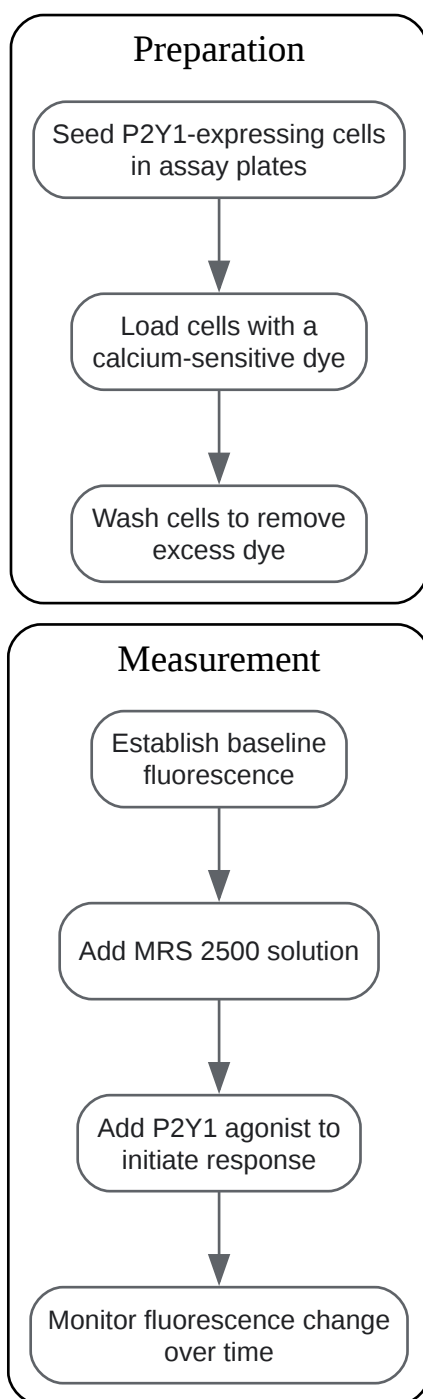 Preparation
Seed P2Y1-expressing cells
in assay plates
Load cells with a
calcium-sensitive dye
Wash cells to remove
excess dye
Measurement
Establish baseline
fluorescence
Add MRS 2500 solution
Add P2Y1 agonist to
initiate response
Monitor fluorescence change
over time